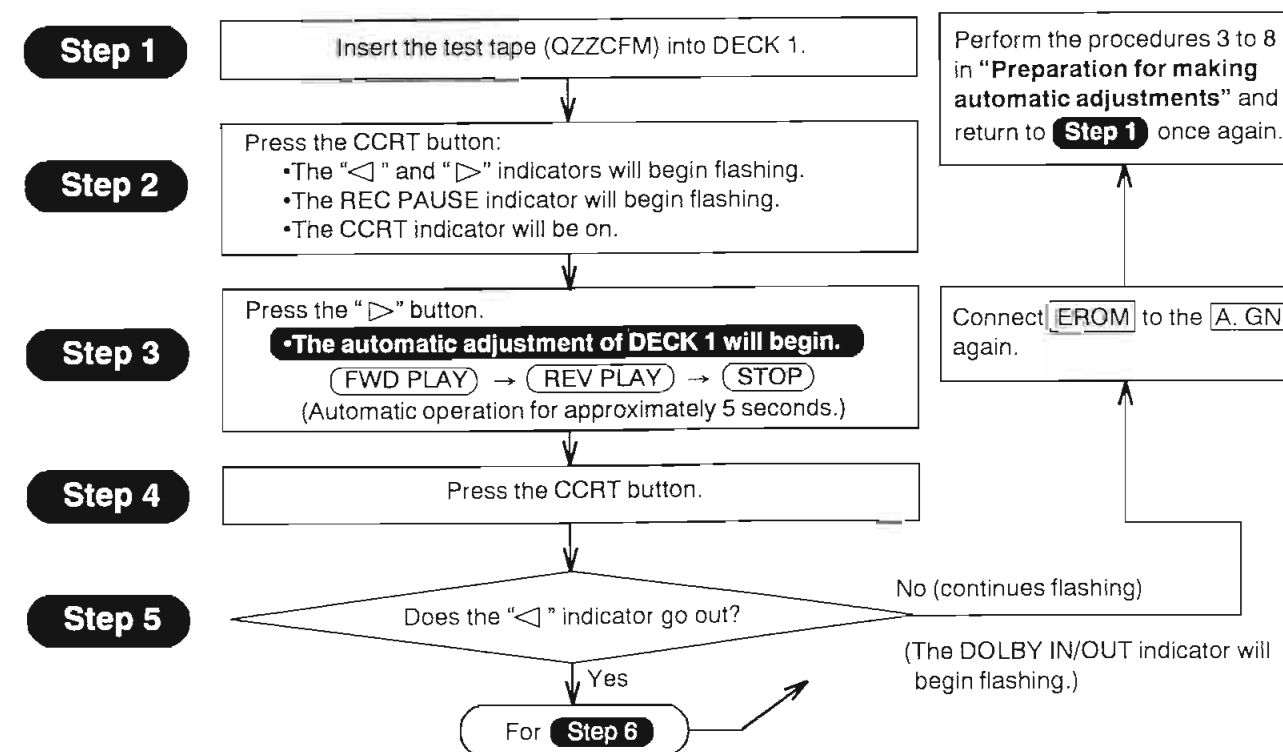 Step 1
Insert the test tape (QZZCFM) into DECK 1.
Step 2
Press the CCRT button:
•The “◁” and “▷” indicators will begin flashing.
•The REC PAUSE indicator will begin flashing.
•The CCRT indicator will be on.
Step 3
Press the “▷” button.
•The automatic adjustment of DECK 1 will begin.
FWD PLAY → REV PLAY → STOP
(Automatic operation for approximately 5 seconds.)
Step 4
Press the CCRT button.
Step 5
Does the “◁” indicator go out?
No (continues flashing)
(The DOLBY IN/OUT indicator will
begin flashing.)
Yes
For Step 6
Connect EROM to the A. GN
again.
Perform the procedures 3 to 8
in “Preparation for making
automatic adjustments” and
return to Step 1 once again.